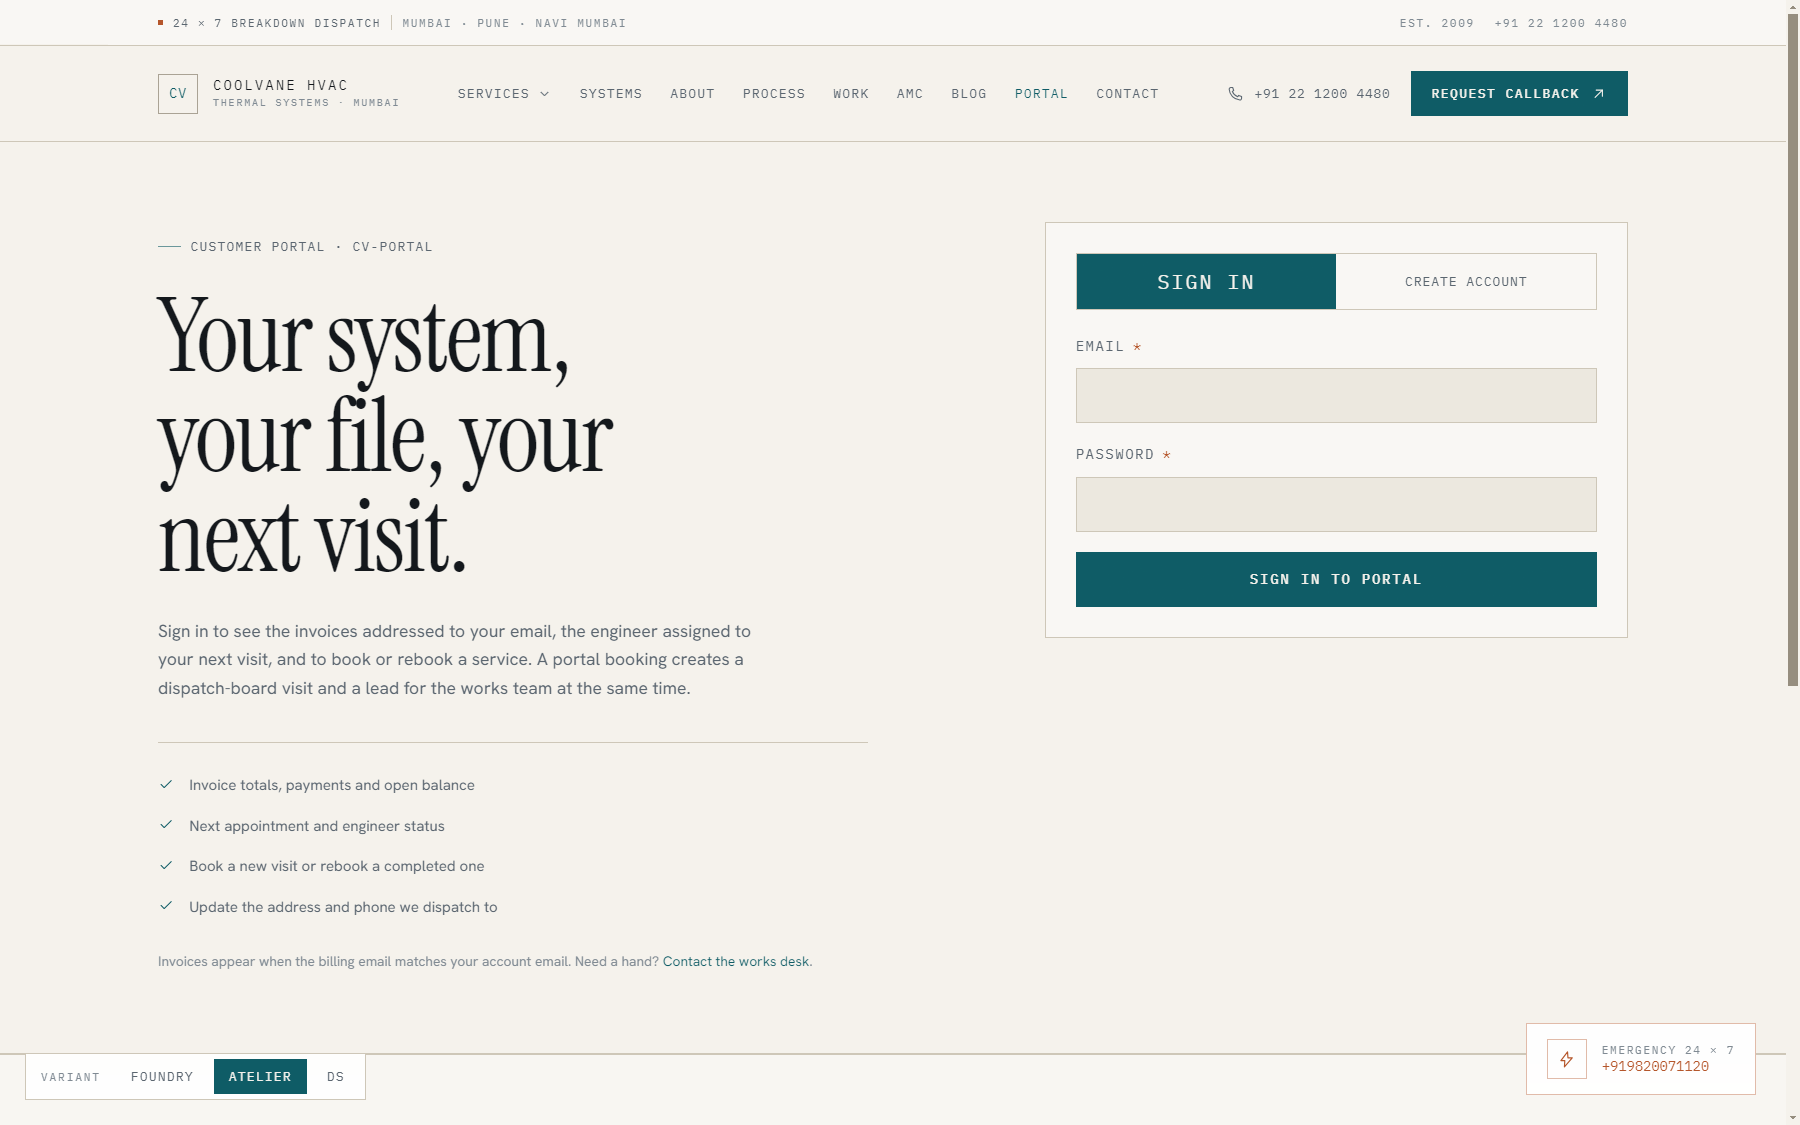 24 × 7 BREAKDOWN DISPATCH
MUMBAI · PUNE · NAVI MUMBAI
EST. 2009
+91 22 1200 4480
CV
COOLVANE HVAC
THERMAL SYSTEMS · MUMBAI
SERVICES
SYSTEMS
ABOUT
PROCESS
WORK
AMC
BLOG
PORTAL
CONTACT
+91 22 1200 4480
REQUEST CALLBACK
CUSTOMER PORTAL · CV-PORTAL
Your system,
your file, your
next visit.
Sign in to see the invoices addressed to your email, the engineer assigned to
your next visit, and to book or rebook a service. A portal booking creates a
dispatch-board visit and a lead for the works team at the same time.
Invoice totals, payments and open balance
Next appointment and engineer status
Book a new visit or rebook a completed one
Update the address and phone we dispatch to
Invoices appear when the billing email matches your account email. Need a hand? Contact the works desk.
SIGN IN
CREATE ACCOUNT
EMAIL *
PASSWORD *
SIGN IN TO PORTAL
VARIANT
FOUNDRY
ATELIER
DS
EMERGENCY 24 × 7
+919820071120